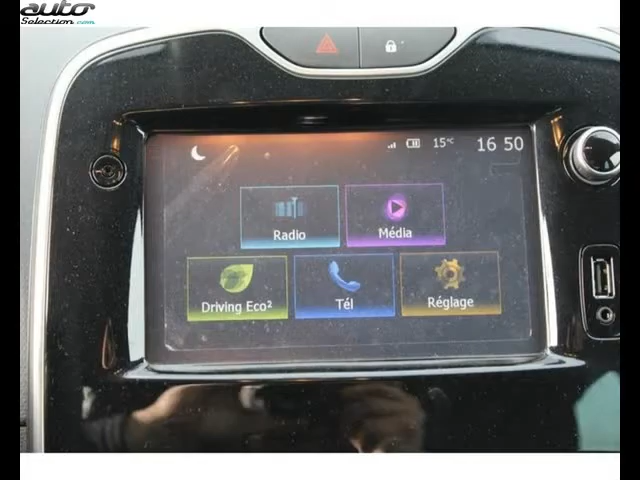 auto
Selection.com
15°C 16 50
Radio Média
Driving Eco² Tél Réglage